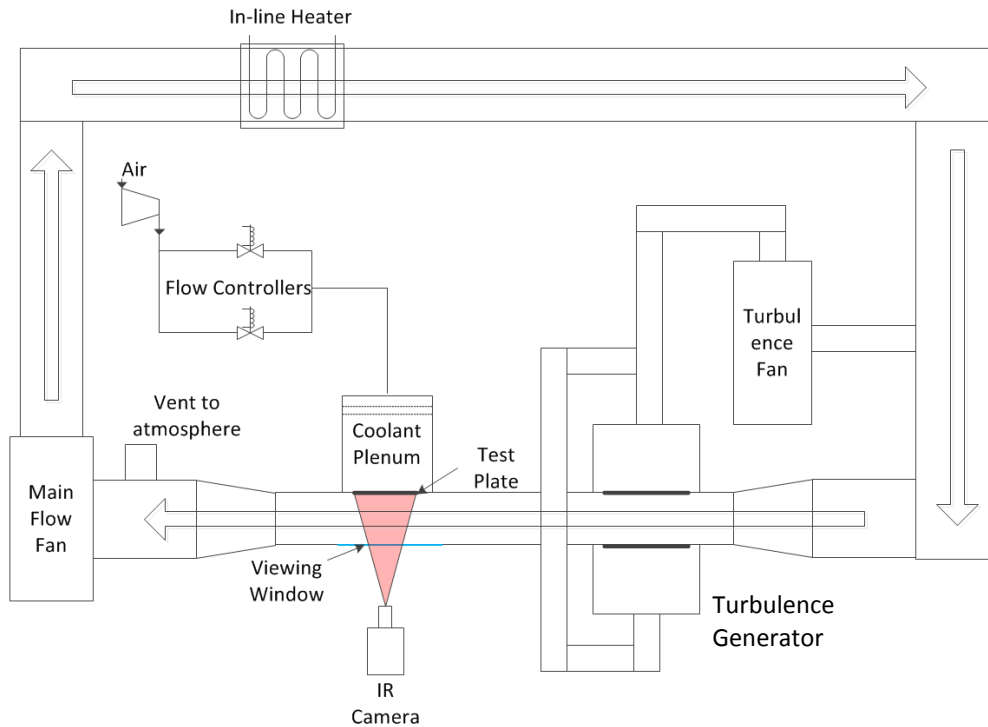 In-line Heater
Air
Flow Controllers
Turbul
ence
Fan
Vent to
atmosphere
Coolant
Plenum
Test
Plate
Main
Flow
Fan
Viewing
Window
Turbulence
Generator
IR
Camera